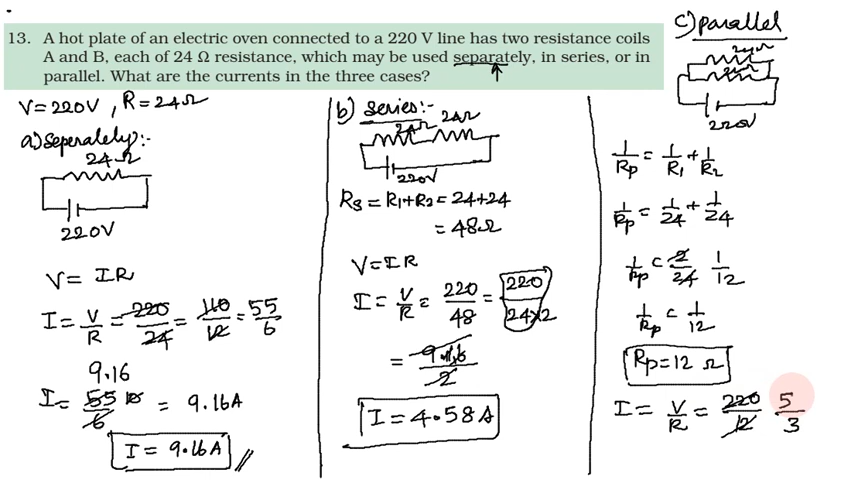 13. A hot plate of an electric oven connected to a 220 V line has two resistance coils
A and B, each of 24 Ω resistance, which may be used separately, in series, or in
parallel. What are the currents in the three cases?
V=220V, R=24Ω
a) Seperately:-
24Ω
220V
V= IR
I= V/R = 220/24 = 110/12 = 55/6
9.16
I= 55/6 = 9.16A
I= 9.16A
b) series:-
24Ω 24Ω
220V
Rs = R1+R2 = 24+24
= 48Ω
V=IR
I= V/R = 220/48 = 220/24×2
= 9.16/2
I=4.58A
c) parallel
24Ω
24Ω
220V
1/Rp = 1/R1 + 1/R2
1/Rp = 1/24 + 1/24
1/Rp = 2/24 1/12
1/Rp = 1/12
Rp=12 Ω
I= V/R = 220/12 5/3